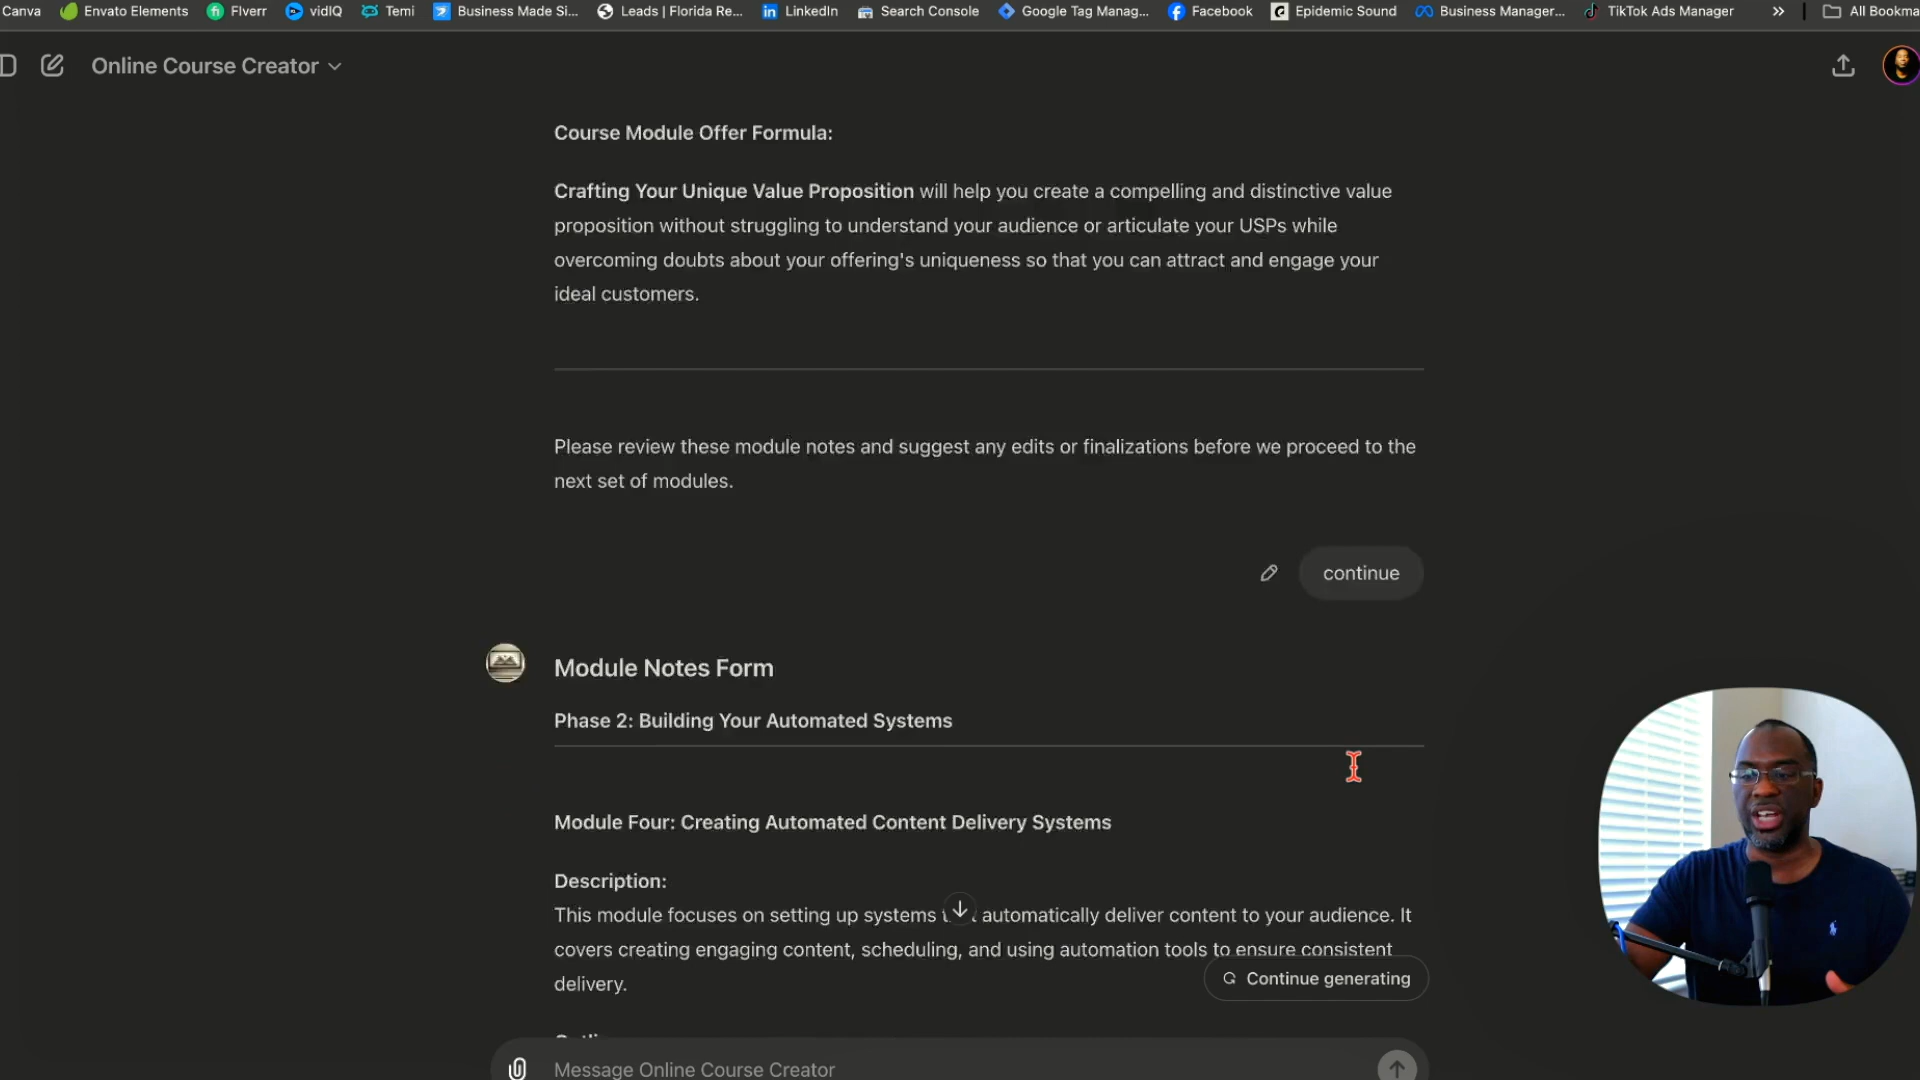 Canva Envato Elements FIverr vidIQ Temi Business Made Si... Leads | Florida Re... LinkedIn Search Console Google Tag Manag... Facebook Epidemic Sound Business Manager... TikTok Ads Manager » All Bookma
Online Course Creator
Course Module Offer Formula:
Crafting Your Unique Value Proposition will help you create a compelling and distinctive value
proposition without struggling to understand your audience or articulate your USPs while
overcoming doubts about your offering's uniqueness so that you can attract and engage your
ideal customers.
Please review these module notes and suggest any edits or finalizations before we proceed to the
next set of modules.
continue
Module Notes Form
Phase 2: Building Your Automated Systems
Module Four: Creating Automated Content Delivery Systems
Description:
This module focuses on setting up systems automatically deliver content to your audience. It
covers creating engaging content, scheduling, and using automation tools to ensure consistent
delivery.
Continue generating
Message Online Course Creator